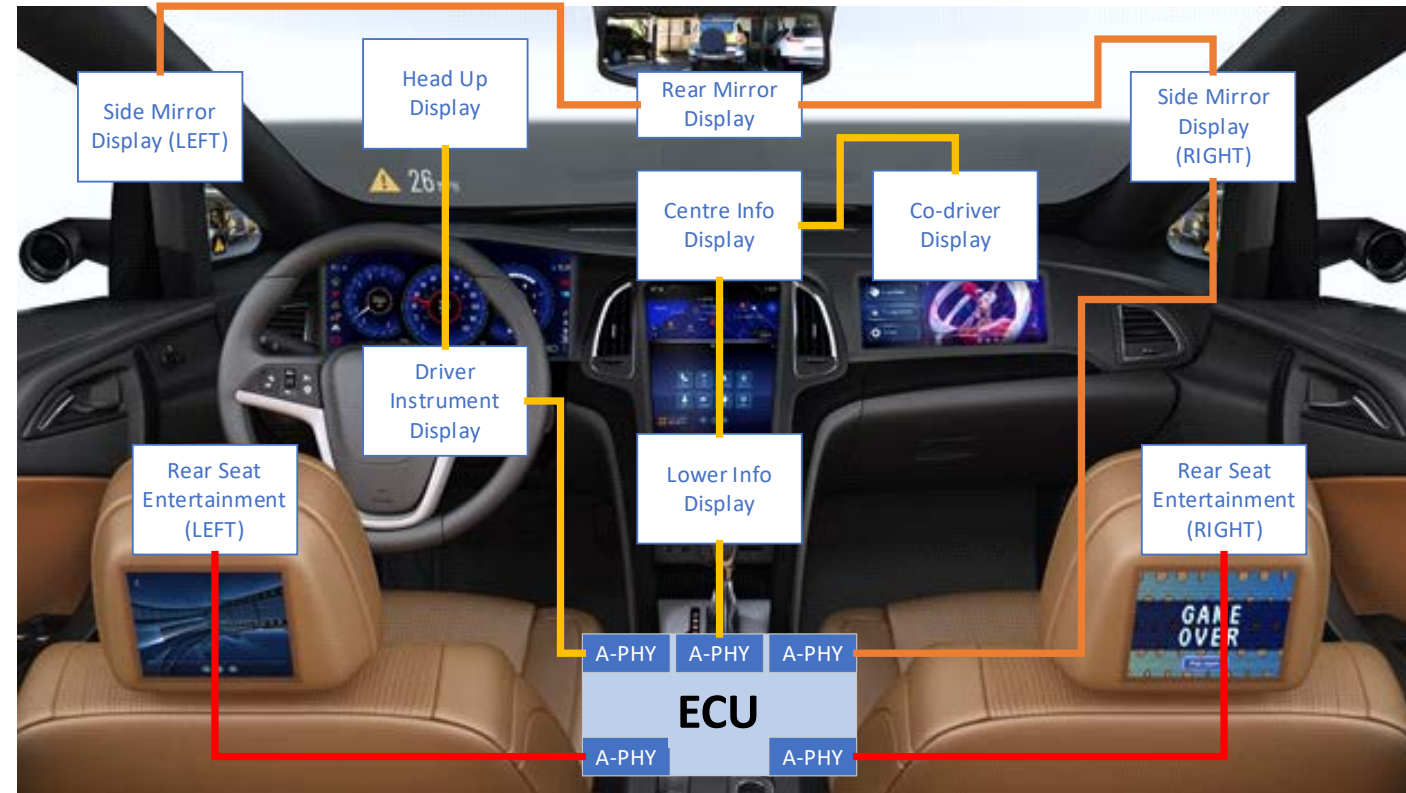 Head Up
Display
Side Mirror
Display (LEFT)
Rear Mirror
Display
Side Mirror
Display
(RIGHT)
26
Centre Info
Display
Co-driver
Display
Driver
Instrument
Display
Rear Seat
Entertainment
(LEFT)
Lower Info
Display
Rear Seat
Entertainment
(RIGHT)
GAME
OVER
A-PHY
A-PHY
A-PHY
ECU
A-PHY
A-PHY